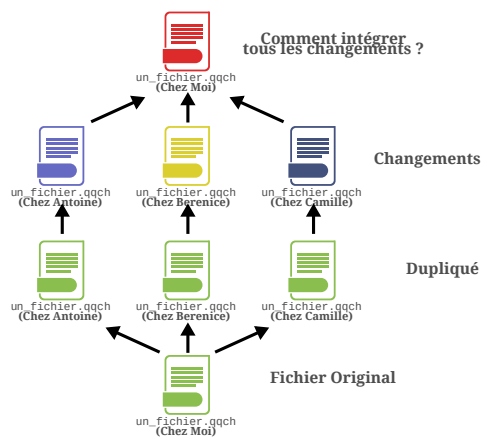 Comment intégrer
tous les changements ?
un_fichier.qqch
(Chez Moi)
Changements
un_fichier.qqch un_fichier.qqch un_fichier.qqch
(Chez Antoine) (Chez Berenice) (Chez Camille)
Dupliqué
un_fichier.qqch un_fichier.qqch un_fichier.qqch
(Chez Antoine) (Chez Berenice) (Chez Camille)
Fichier Original
un_fichier.qqch
(Chez Moi)